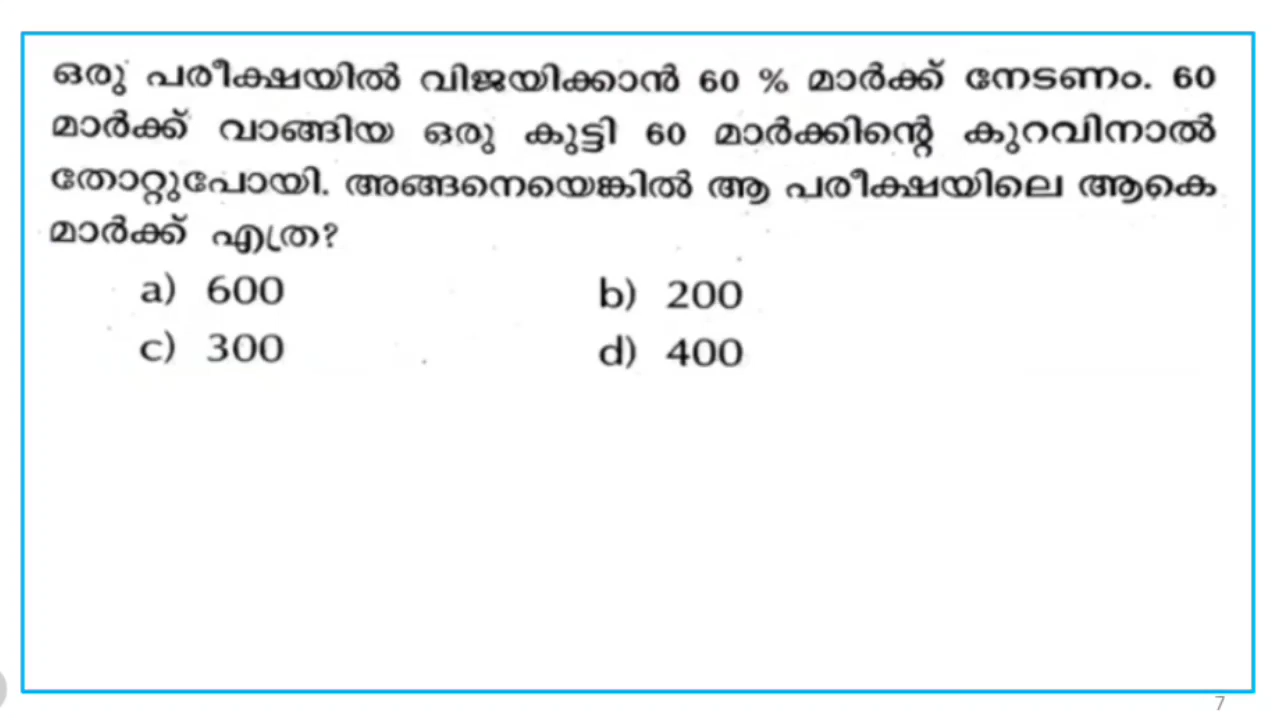 ഒരു പരീക്ഷയിൽ വിജയിക്കാൻ 60 % മാർക്ക് നേടണം. 60
മാർക്ക് വാങ്ങിയ ഒരു കുട്ടി 60 മാർക്കിന്റെ കുറവിനാൽ
തോറ്റുപോയി. അങ്ങനെയെങ്കിൽ ആ പരീക്ഷയിലെ ആകെ
മാർക്ക് എത്ര?
a) 600 b) 200
c) 300 d) 400
7